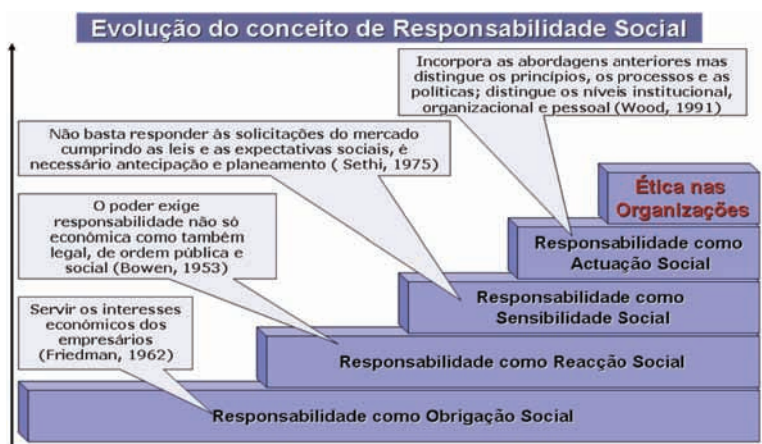 Evolução do conceito de Responsabilidade Social
Incorpora as abordagens anteriores mas
distingue os princípios, os processos e as
políticas; distingue os níveis institucional,
organizacional e pessoal (Wood, 1991)
Não basta responder às solicitações do mercado
cumprindo as leis e as expectativas sociais, é
necessário antecipação e planeamento ( Sethi, 1975)
O poder exige
responsabilidade não só
económica como também
legal, de ordem pública e
social (Bowen, 1953)
Servir os interesses
económicos dos
empresários
(Friedman, 1962)
Ética nas
Organizações
Responsabilidade como
Actuação Social
Responsabilidade como
Sensibilidade Social
Responsabilidade como Reacção Social
Responsabilidade como Obrigação Social